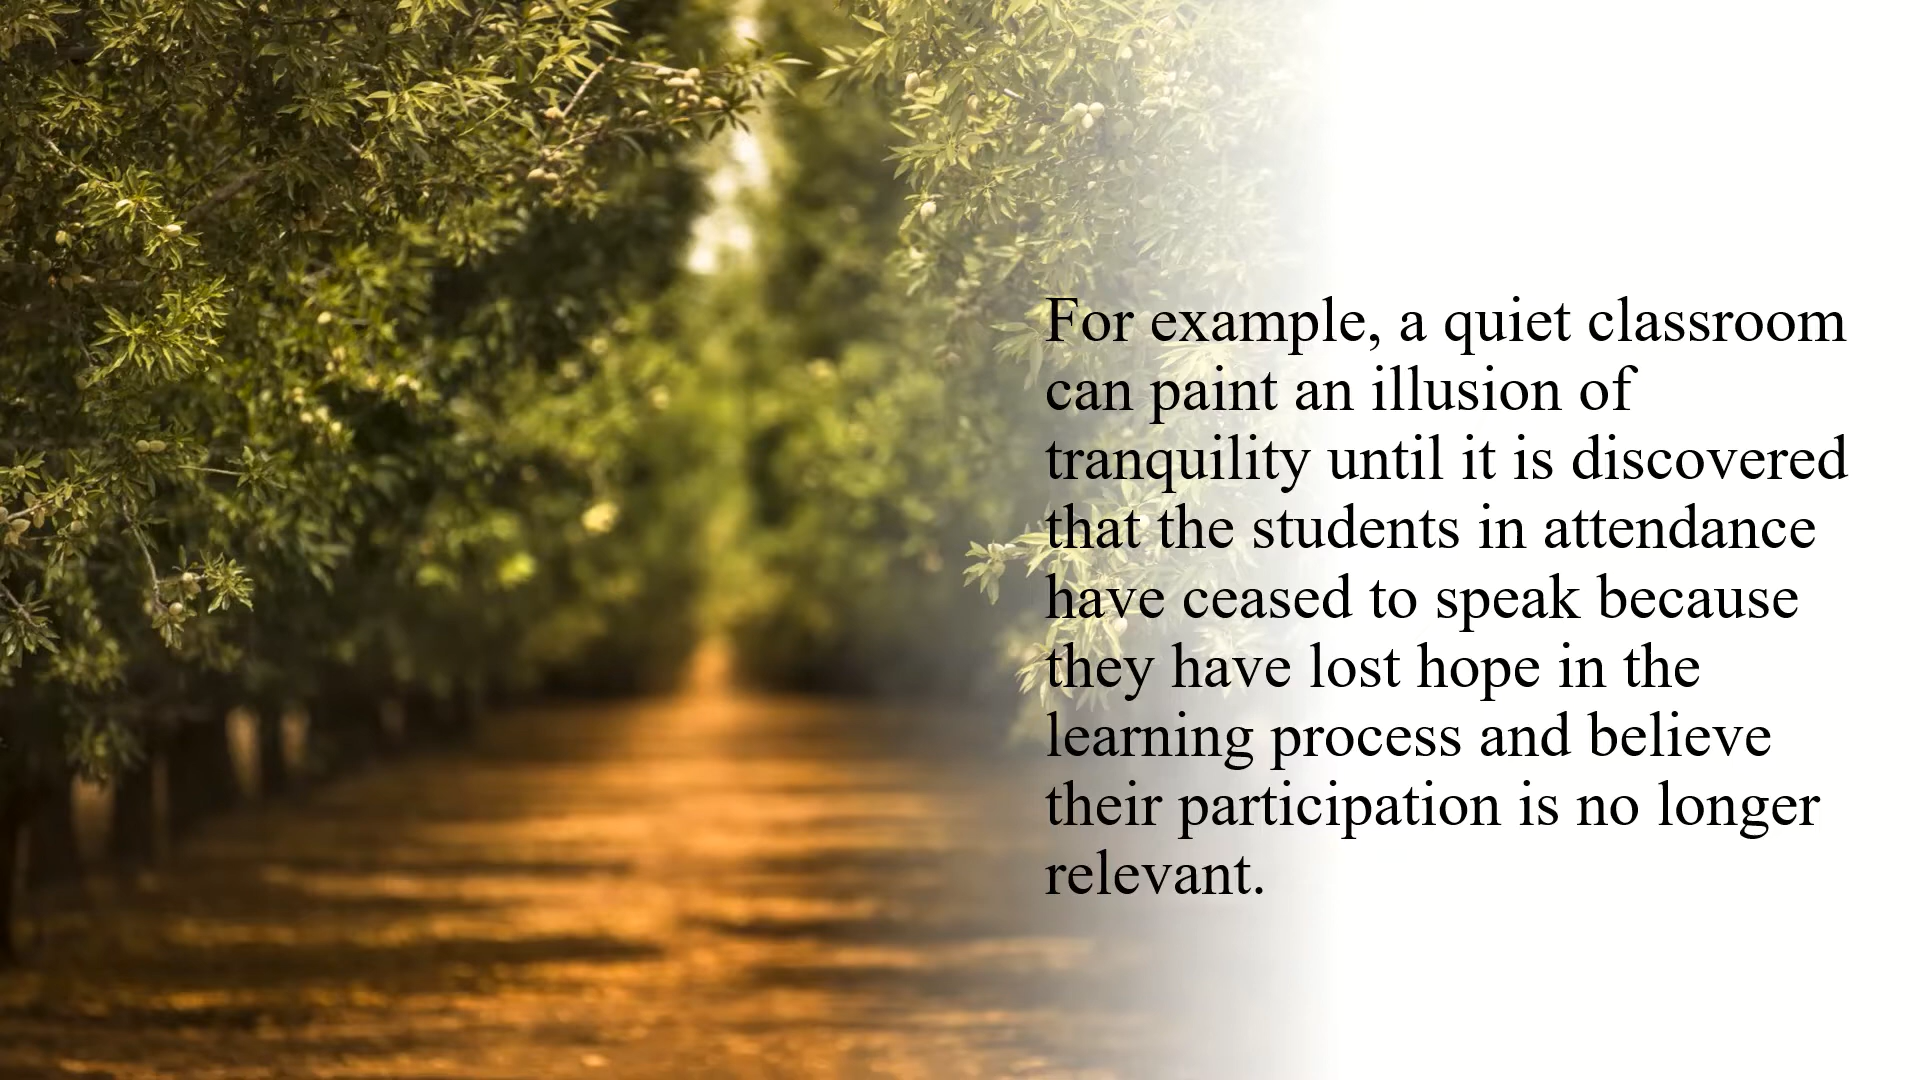 For example, a quiet classroom
can paint an illusion of
tranquility until it is discovered
that the students in attendance
have ceased to speak because
they have lost hope in the
learning process and believe
their participation is no longer
relevant.